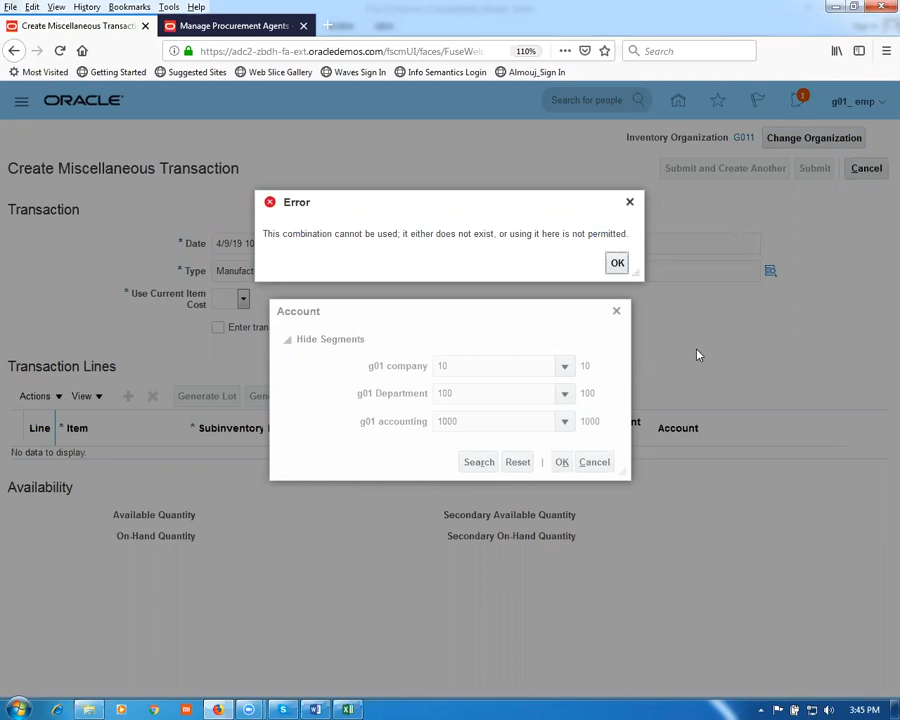 File Edit View History Bookmarks Tools Help
Create Miscellaneous Transacti
Manage Procurement Agents -
https://adc2-zbdh-fa-ext.oracledemos.com/fscmUI/faces/FuseWelc
110%
Search
Most Visited Getting Started Suggested Sites Web Slice Gallery Waves Sign In Info Semantics Login Almouj_Sign In
ORACLE
Search for people
1
g01_ emp
Inventory Organization G011 Change Organization
Create Miscellaneous Transaction
Submit and Create Another Submit Cancel
Transaction
* Date 4/9/19 10
* Type Manufact
* Use Current Item
Cost
Enter tran
Error
This combination cannot be used; it either does not exist, or using it here is not permitted.
OK
Account
Hide Segments
g01 company 10 10
g01 Department 100 100
g01 accounting 1000 1000
Search Reset | OK Cancel
Transaction Lines
Actions View Generate Lot Gen
Line * Item * Subinventory nt Account
No data to display.
Availability
Available Quantity
Secondary Available Quantity
On-Hand Quantity
Secondary On-Hand Quantity
3:45 PM